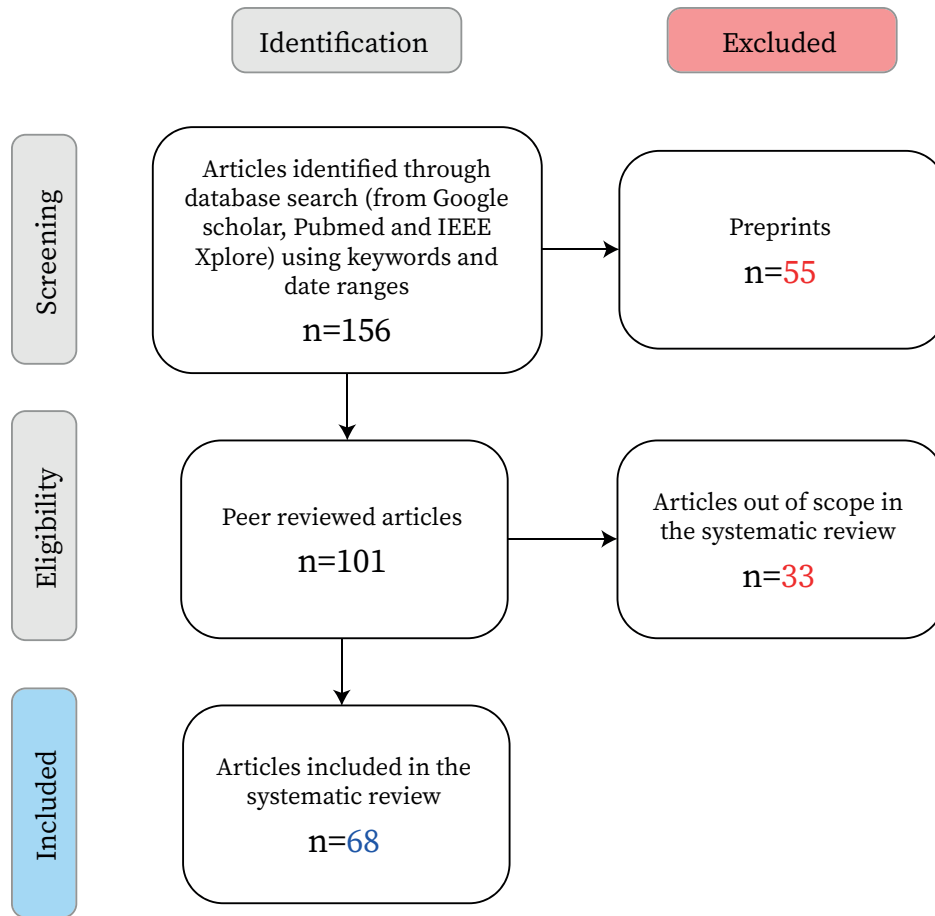 Identification
Excluded
Screening
Articles identified through
database search (from Google
scholar, Pubmed and IEEE
Xplore) using keywords and
date ranges
n=156
Preprints
n=55
Eligibility
Peer reviewed articles
n=101
Articles out of scope in
the systematic review
n=33
Included
Articles included in the
systematic review
n=68